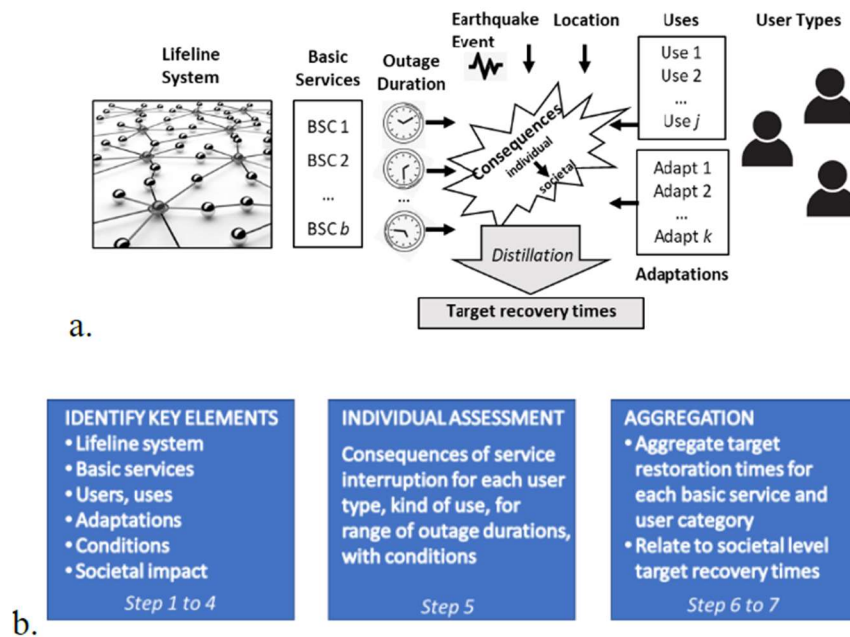 Lifeline
System
Basic
Services
Outage
Duration
Earthquake
Event
Location
Uses
User Types
BSC 1
BSC 2
...
BSC b
...
Consequences
individual
societal
Use 1
Use 2
...
Use j
Adapt 1
Adapt 2
...
Adapt k
Adaptations
Distillation
Target recovery times
a.
IDENTIFY KEY ELEMENTS
• Lifeline system
• Basic services
• Users, uses
• Adaptations
• Conditions
• Societal impact
Step 1 to 4
INDIVIDUAL ASSESSMENT
Consequences of service
interruption for each user
type, kind of use, for
range of outage durations,
with conditions
Step 5
AGGREGATION
• Aggregate target
restoration times for
each basic service and
user category
• Relate to societal level
target recovery times
Step 6 to 7
b.